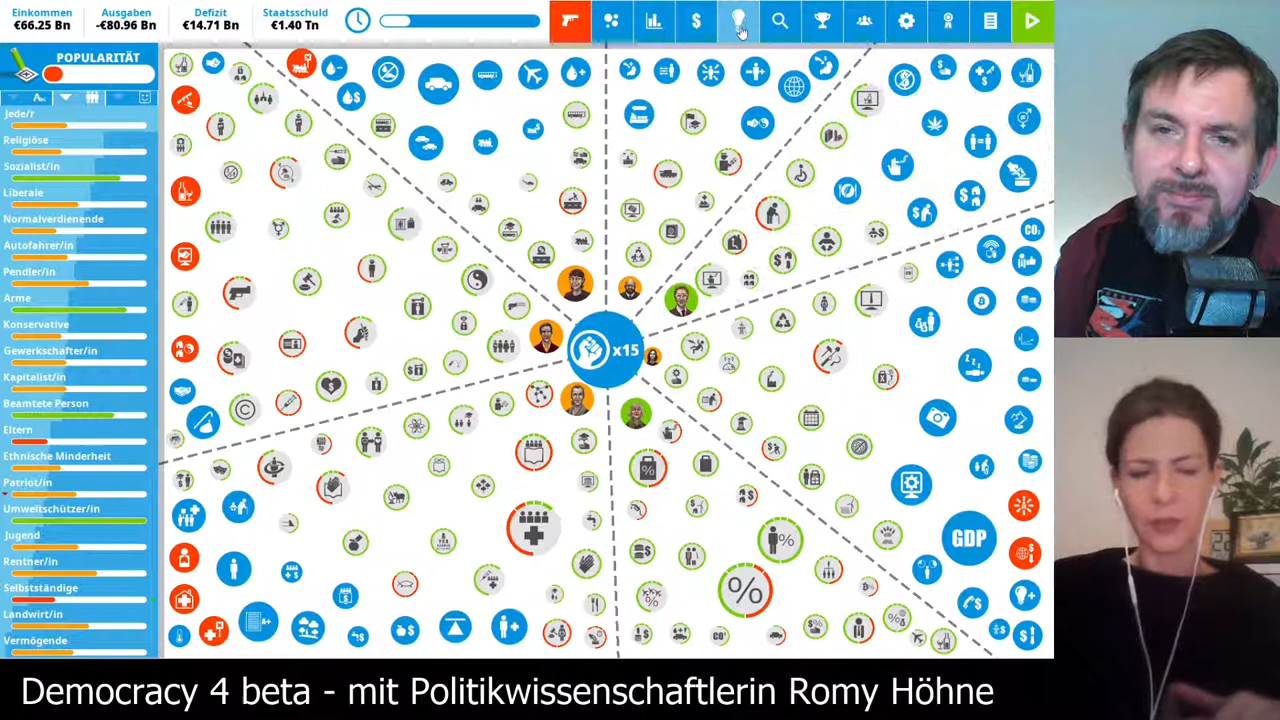 Einkommen Ausgaben Defizit Staatsschuld
€66.25 Bn -€80.96 Bn €14.71 Bn €1.40 Tn
POPULARITÄT
Jede/r
Religiöse
Sozialist/in
Liberale
Normalverdienende
Autofahrer/in
Pendler/in
Arme
Konservative
Gewerkschafter/in
Kapitalist/in
Beamtete Person
Eltern
Ethnische Minderheit
Patriot/in
Umweltschützer/in
Jugend
Rentner/in
Selbstständige
Landwirt/in
Vermögende
x15
CO₂
GDP
Democracy 4 beta - mit Politikwissenschaftlerin Romy Höhne